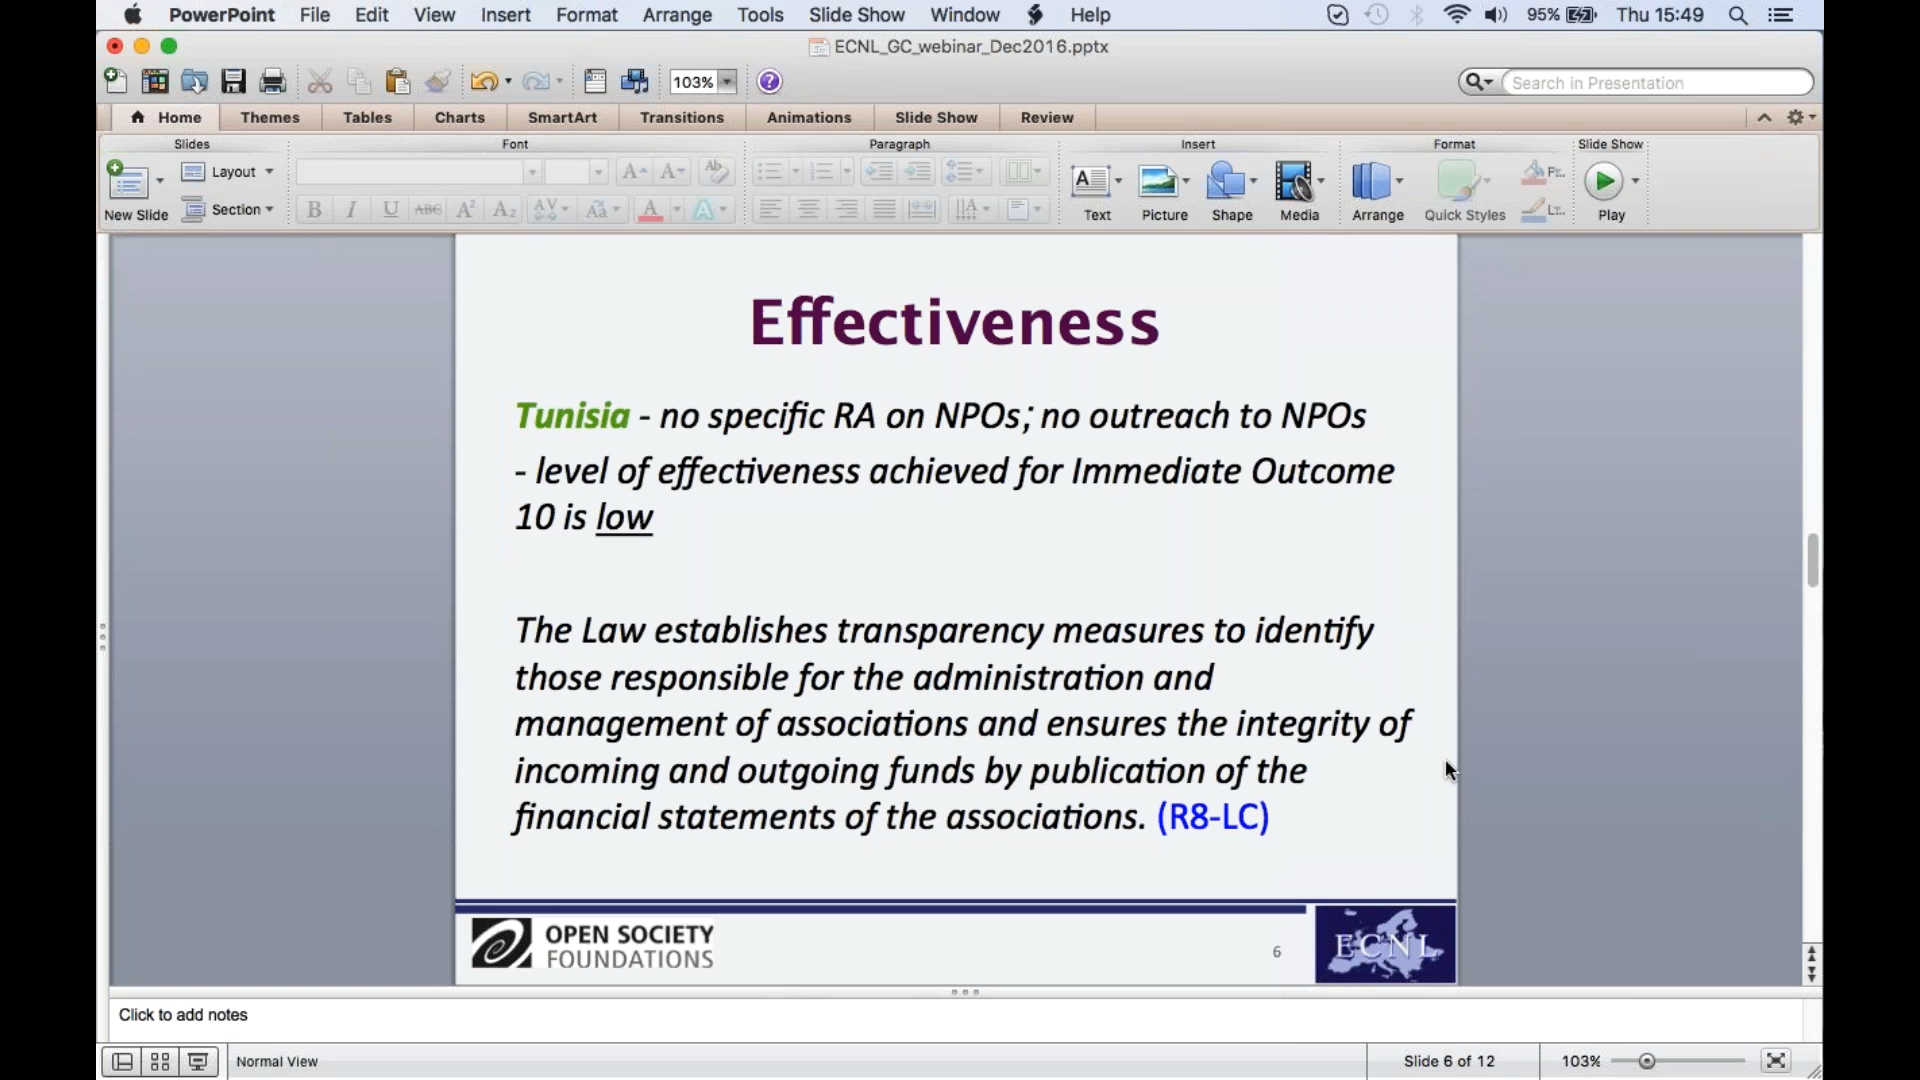 PowerPoint File Edit View Insert Format Arrange Tools Slide Show Window Help 95% Thu 15:49
ECNL_GC_webinar_Dec2016.pptx
103% Search in Presentation
Home Themes Tables Charts SmartArt Transitions Animations Slide Show Review
Slides Font Paragraph Insert Format Slide Show
New Slide Layout Section
B I U ABC A² A₂ AV Aa A A
Text Picture Shape Media Arrange Quick Styles Play
Effectiveness
Tunisia - no specific RA on NPOs; no outreach to NPOs
- level of effectiveness achieved for Immediate Outcome
10 is low
The Law establishes transparency measures to identify
those responsible for the administration and
management of associations and ensures the integrity of
incoming and outgoing funds by publication of the
financial statements of the associations. (R8-LC)
OPEN SOCIETY
FOUNDATIONS
6
ECNL
Click to add notes
Normal View Slide 6 of 12 103%